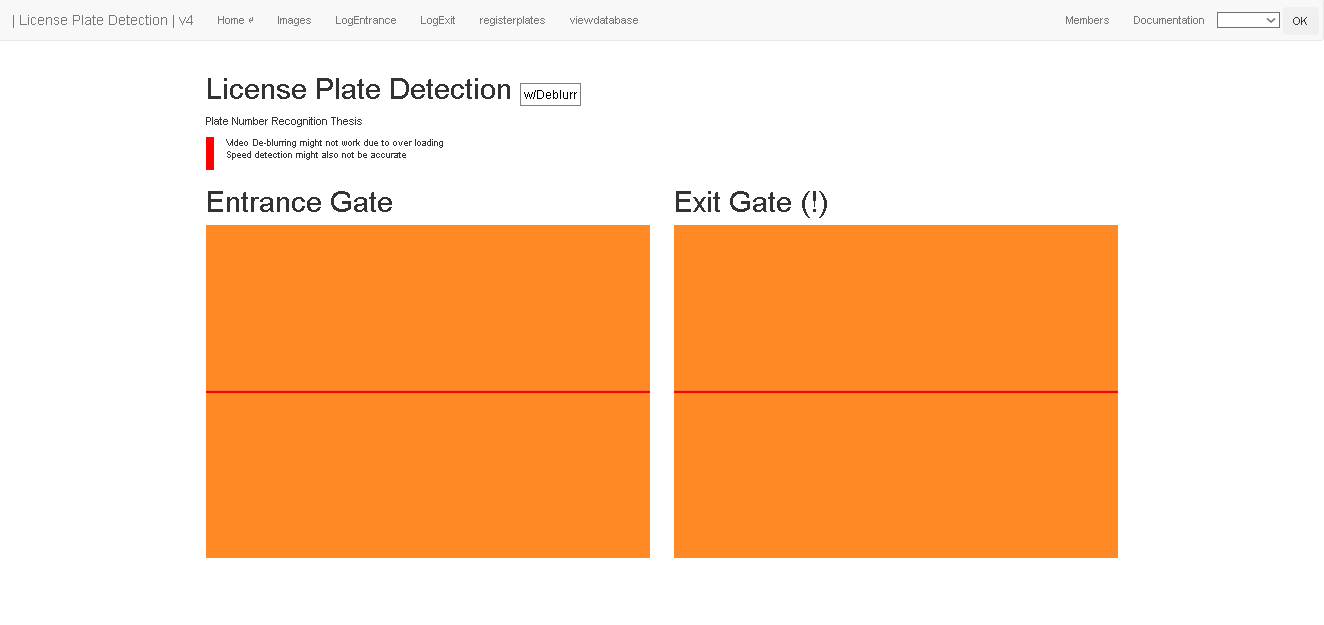 | License Plate Detection | v4 Home Images LogEntrance LogExit registerplates viewdatabase Members Documentation OK
License Plate Detection w/Deblurr
Plate Number Recognition Thesis
Video De-blurring might not work due to over loading
Speed detection might also not be accurate
Entrance Gate Exit Gate (!)